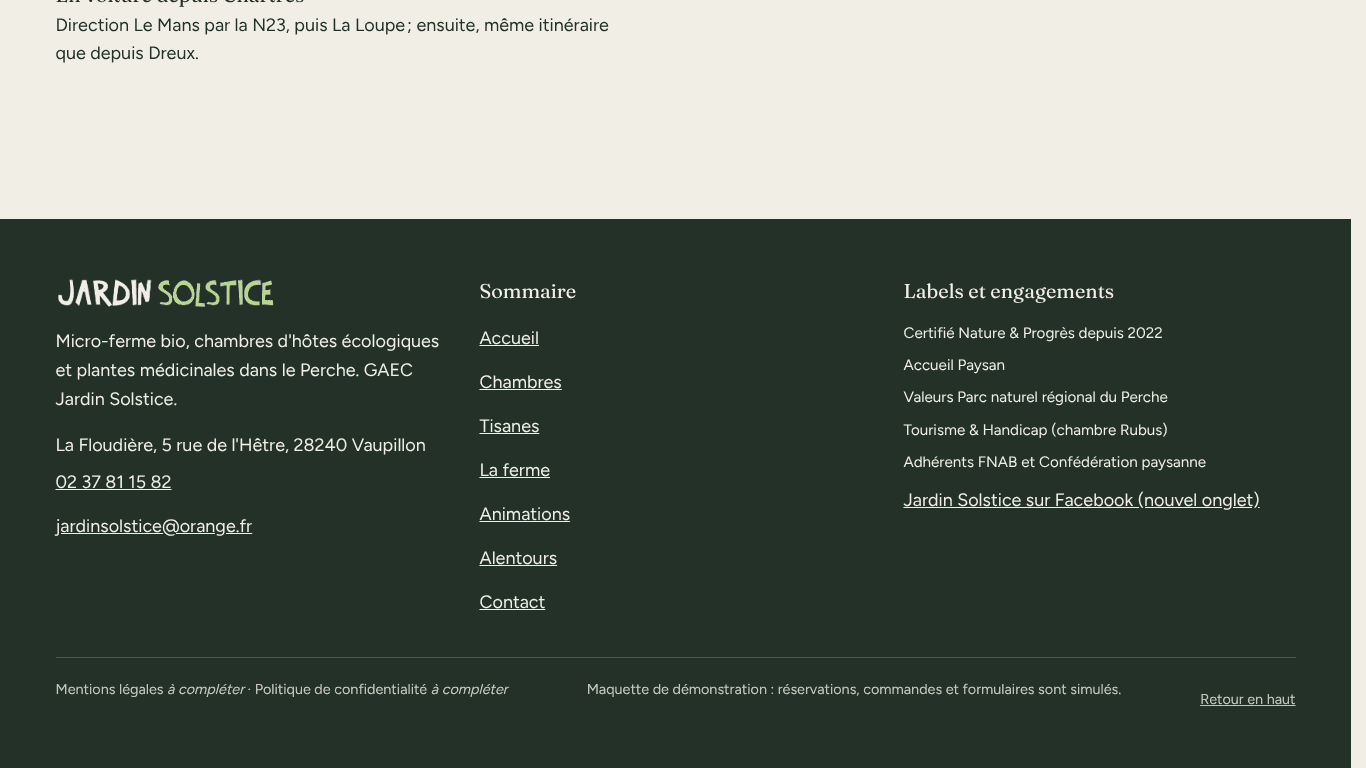 En voiture depuis Chartres
Direction Le Mans par la N23, puis La Loupe ; ensuite, même itinéraire
que depuis Dreux.
JARDIN SOLSTICE
Micro-ferme bio, chambres d'hôtes écologiques
et plantes médicinales dans le Perche. GAEC
Jardin Solstice.
La Floudière, 5 rue de l'Hêtre, 28240 Vaupillon
02 37 81 15 82
jardinsolstice@orange.fr
Sommaire
Accueil
Chambres
Tisanes
La ferme
Animations
Alentours
Contact
Labels et engagements
Certifié Nature & Progrès depuis 2022
Accueil Paysan
Valeurs Parc naturel régional du Perche
Tourisme & Handicap (chambre Rubus)
Adhérents FNAB et Confédération paysanne
Jardin Solstice sur Facebook (nouvel onglet)
Mentions légales à compléter · Politique de confidentialité à compléter
Maquette de démonstration : réservations, commandes et formulaires sont simulés.
Retour en haut